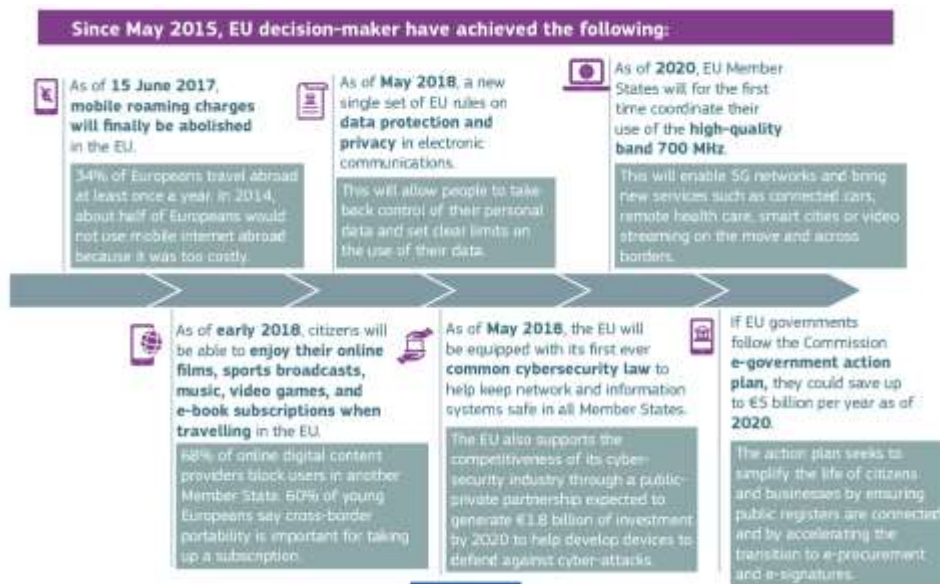 Since May 2015, EU decision-maker have achieved the following:
As of 15 June 2017,
mobile roaming charges
will finally be abolished
in the EU.
34% of Europeans travel abroad
at least once a year. In 2014,
about half of Europeans would
not use mobile internet abroad
because it was too costly.
As of May 2018, a new
single set of EU rules on
data protection and
privacy in electronic
communications.
This will allow people to take
back control of their personal
data and set clear limits on
the use of their data.
As of 2020, EU Member
States will for the first
time coordinate their
use of the high-quality
band 700 MHz.
This will enable 5G networks and bring
new services such as connected cars,
remote health care, smart cities or video
streaming on the move and across
borders.
As of early 2018, citizens will
be able to enjoy their online
films, sports broadcasts,
music, video games, and
e-book subscriptions when
travelling in the EU.
68% of online digital content
providers block users in another
Member State. 60% of young
Europeans say cross-border
portability is important for taking
up a subscription.
As of May 2018, the EU will
be equipped with its first ever
common cybersecurity law to
help keep network and information
systems safe in all Member States.
The EU also supports the
competitiveness of its cyber-
security industry through a public-
private partnership expected to
generate €1.8 billion of investment
by 2020 to help develop devices to
defend against cyber-attacks.
If EU governments
follow the Commission
e-government action
plan, they could save up
to €5 billion per year as of
2020.
The action plan seeks to
simplify the life of citizens
and businesses by ensuring
public registers are connected
and by accelerating the
transition to e-procurement
and e-signatures.